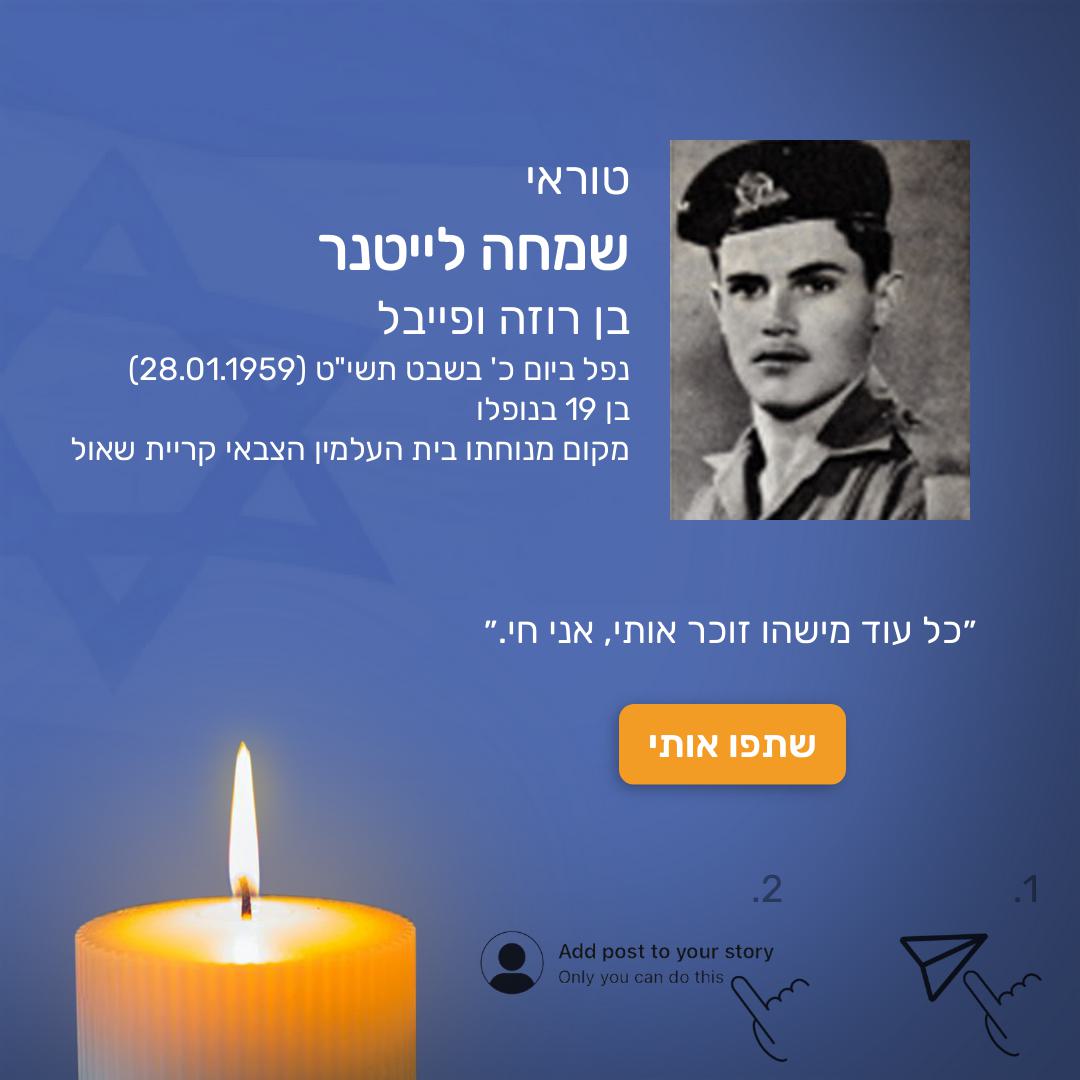 טוראי
שמחה לייטנר
בן רוזה ופייבל
נפל ביום כ' בשבט תשי"ט (28.01.1959)
בן 19 בנופלו
מקום מנוחתו בית העלמין הצבאי קריית שאול
"כל עוד מישהו זוכר אותי, אני חי."
שתפו אותי
1.
2.
Add post to your story
Only you can do this